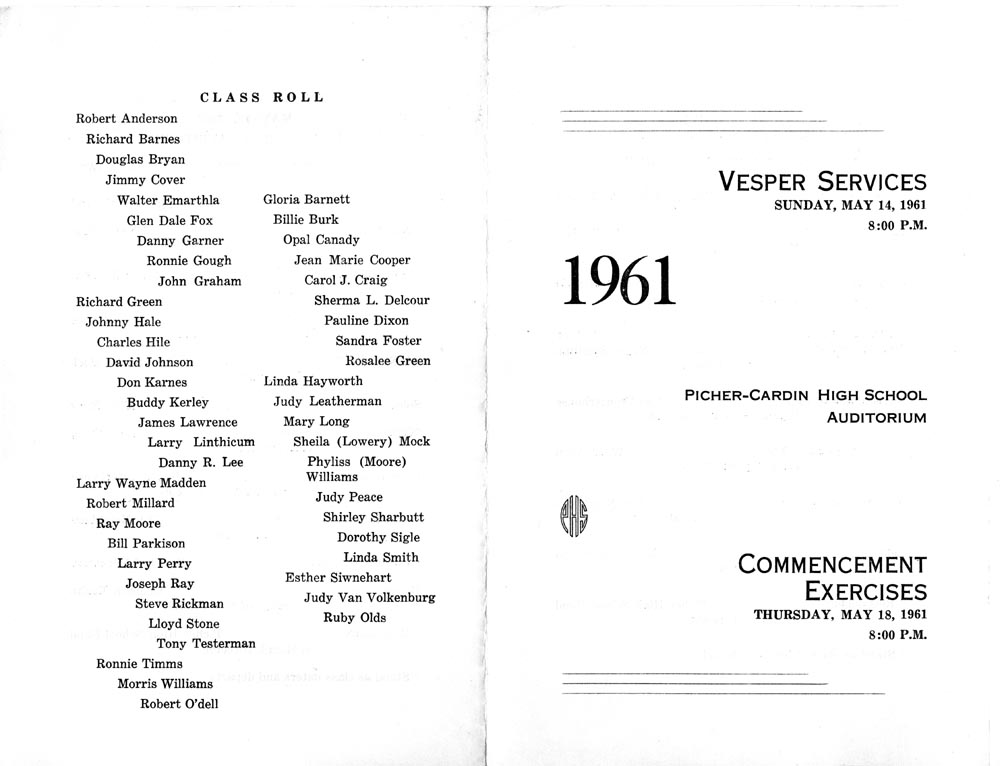 CLASS ROLL
Robert Anderson
Richard Barnes
Douglas Bryan
Jimmy Cover
Walter Emarthla
Glen Dale Fox
Danny Garner
Ronnie Gough
John Graham
Richard Green
Johnny Hale
Charles Hile
David Johnson
Don Karnes
Buddy Kerley
James Lawrence
Larry Linthicum
Danny R. Lee
Larry Wayne Madden
Robert Millard
Ray Moore
Bill Parkison
Larry Perry
Joseph Ray
Steve Rickman
Lloyd Stone
Tony Testerman
Ronnie Timms
Morris Williams
Robert O'dell
Gloria Barnett
Billie Burk
Opal Canady
Jean Marie Cooper
Carol J. Craig
Sherma L. Delcour
Pauline Dixon
Sandra Foster
Rosalee Green
Linda Hayworth
Judy Leatherman
Mary Long
Sheila (Lowery) Mock
Phyliss (Moore)
Williams
Judy Peace
Shirley Sharbutt
Dorothy Sigle
Linda Smith
Esther Siwnehart
Judy Van Volkenburg
Ruby Olds
VESPER SERVICES
SUNDAY, MAY 14, 1961
8:00 P.M.
1961
PICHER-CARDIN HIGH SCHOOL
AUDITORIUM
PHS
COMMENCEMENT
EXERCISES
THURSDAY, MAY 18, 1961
8:00 P.M.